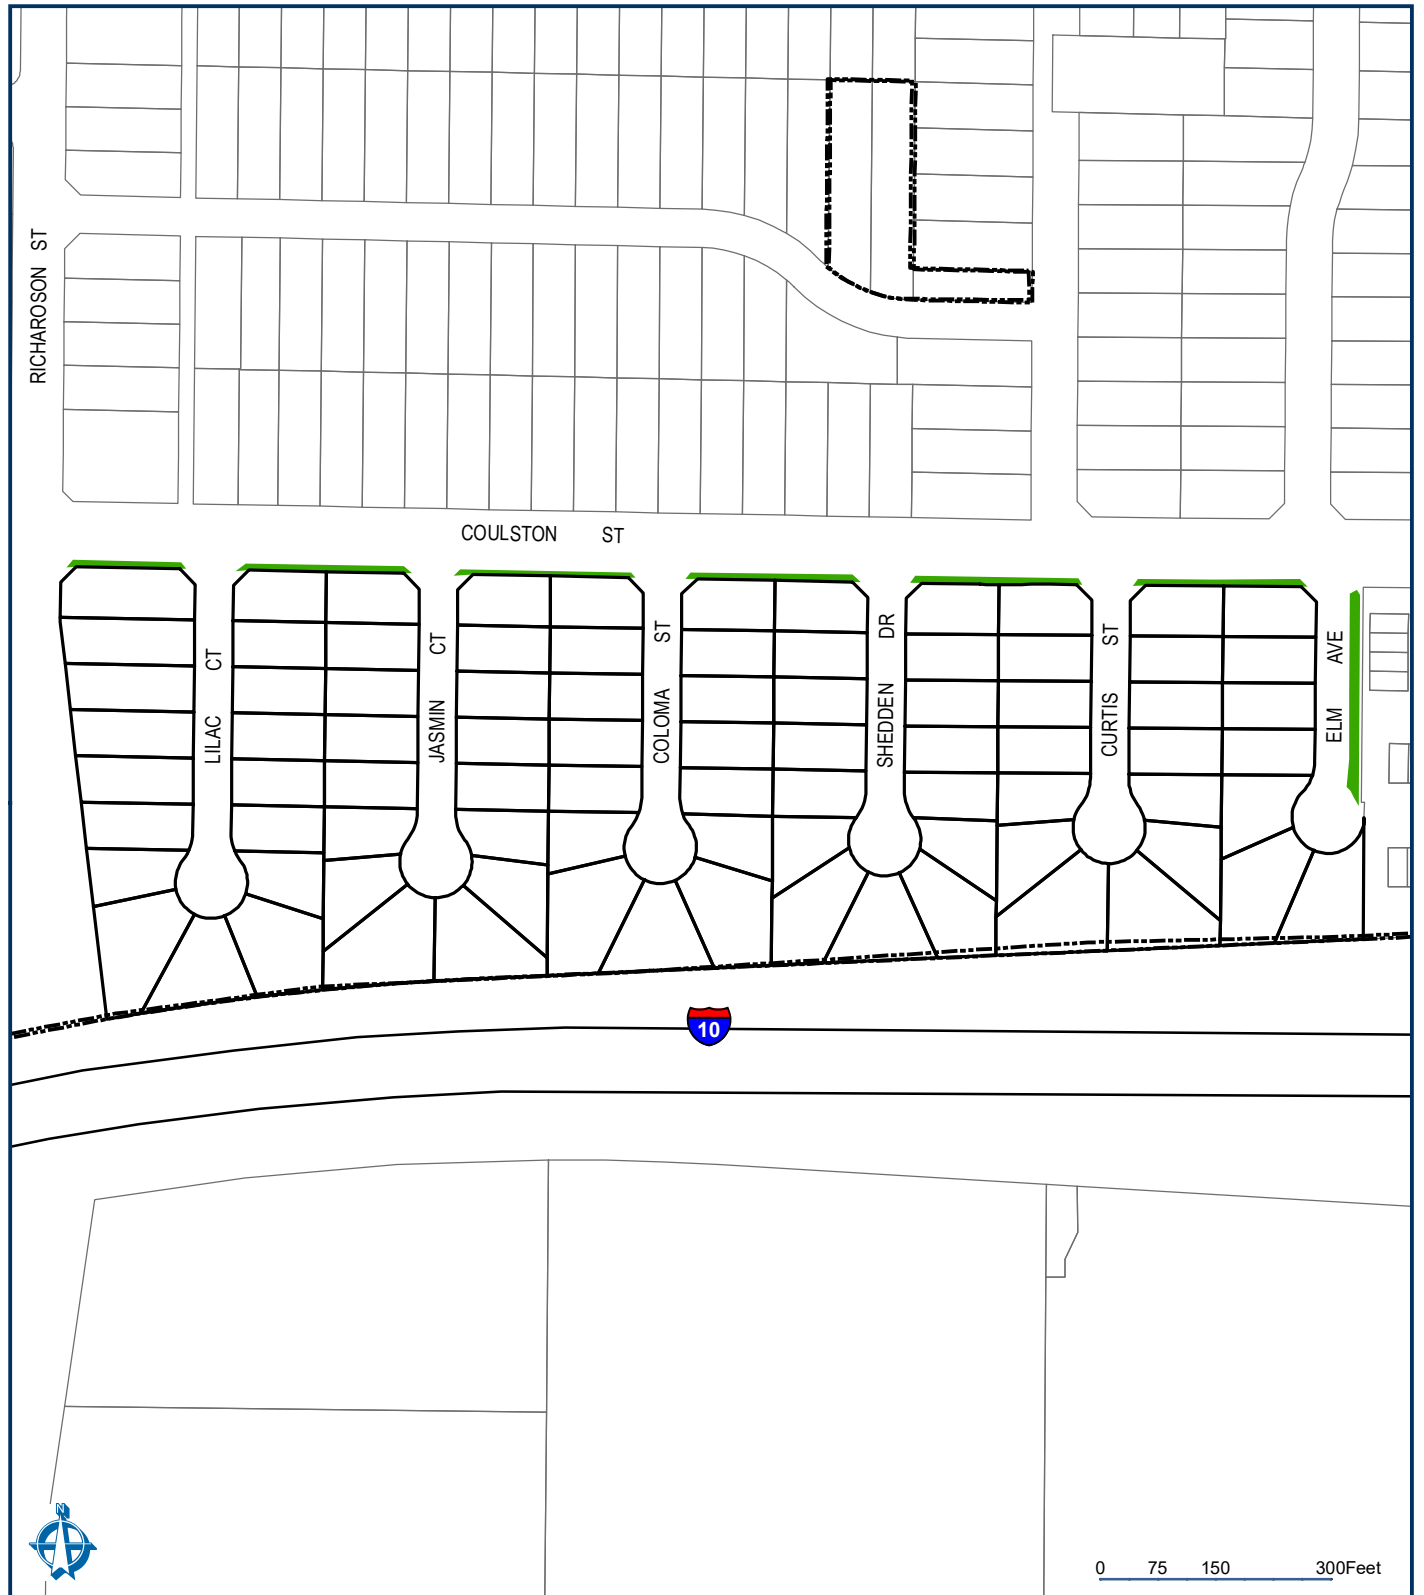 RICHAROSON ST
COULSTON ST
LILAC CT
JASMIN CT
COLOMA ST
SHEDDEN DR
CURTIS ST
ELM AVE
10
N
0 75 150 300Feet